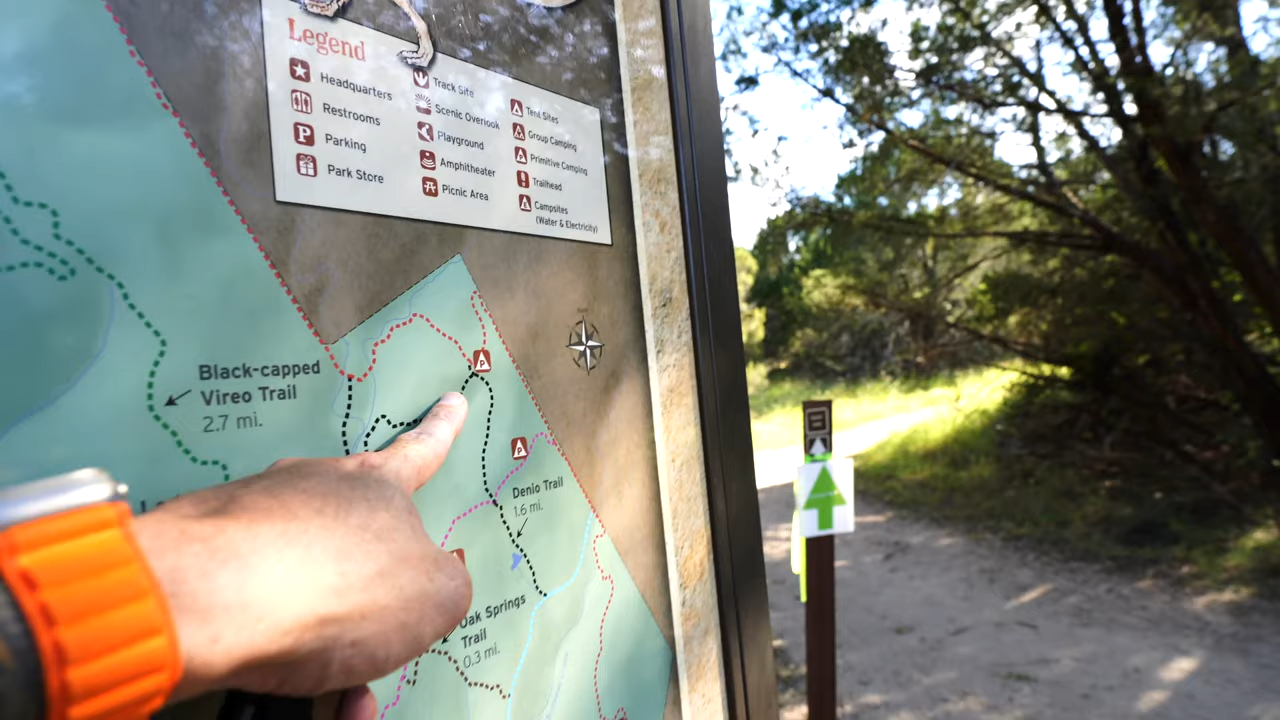 Legend
Headquarters
Restrooms
P
Parking
Park Store
Track Site
Scenic Overlook
Playground
Amphitheater
Picnic Area
Tent Sites
Group Camping
Primitive Camping
Trailhead
Campsites
(Water & Electricity)
Black-capped
Vireo Trail
2.7 mi.
P
P
Denio Trail
1.6 mi.
Oak Springs
Trail
0.3 mi.